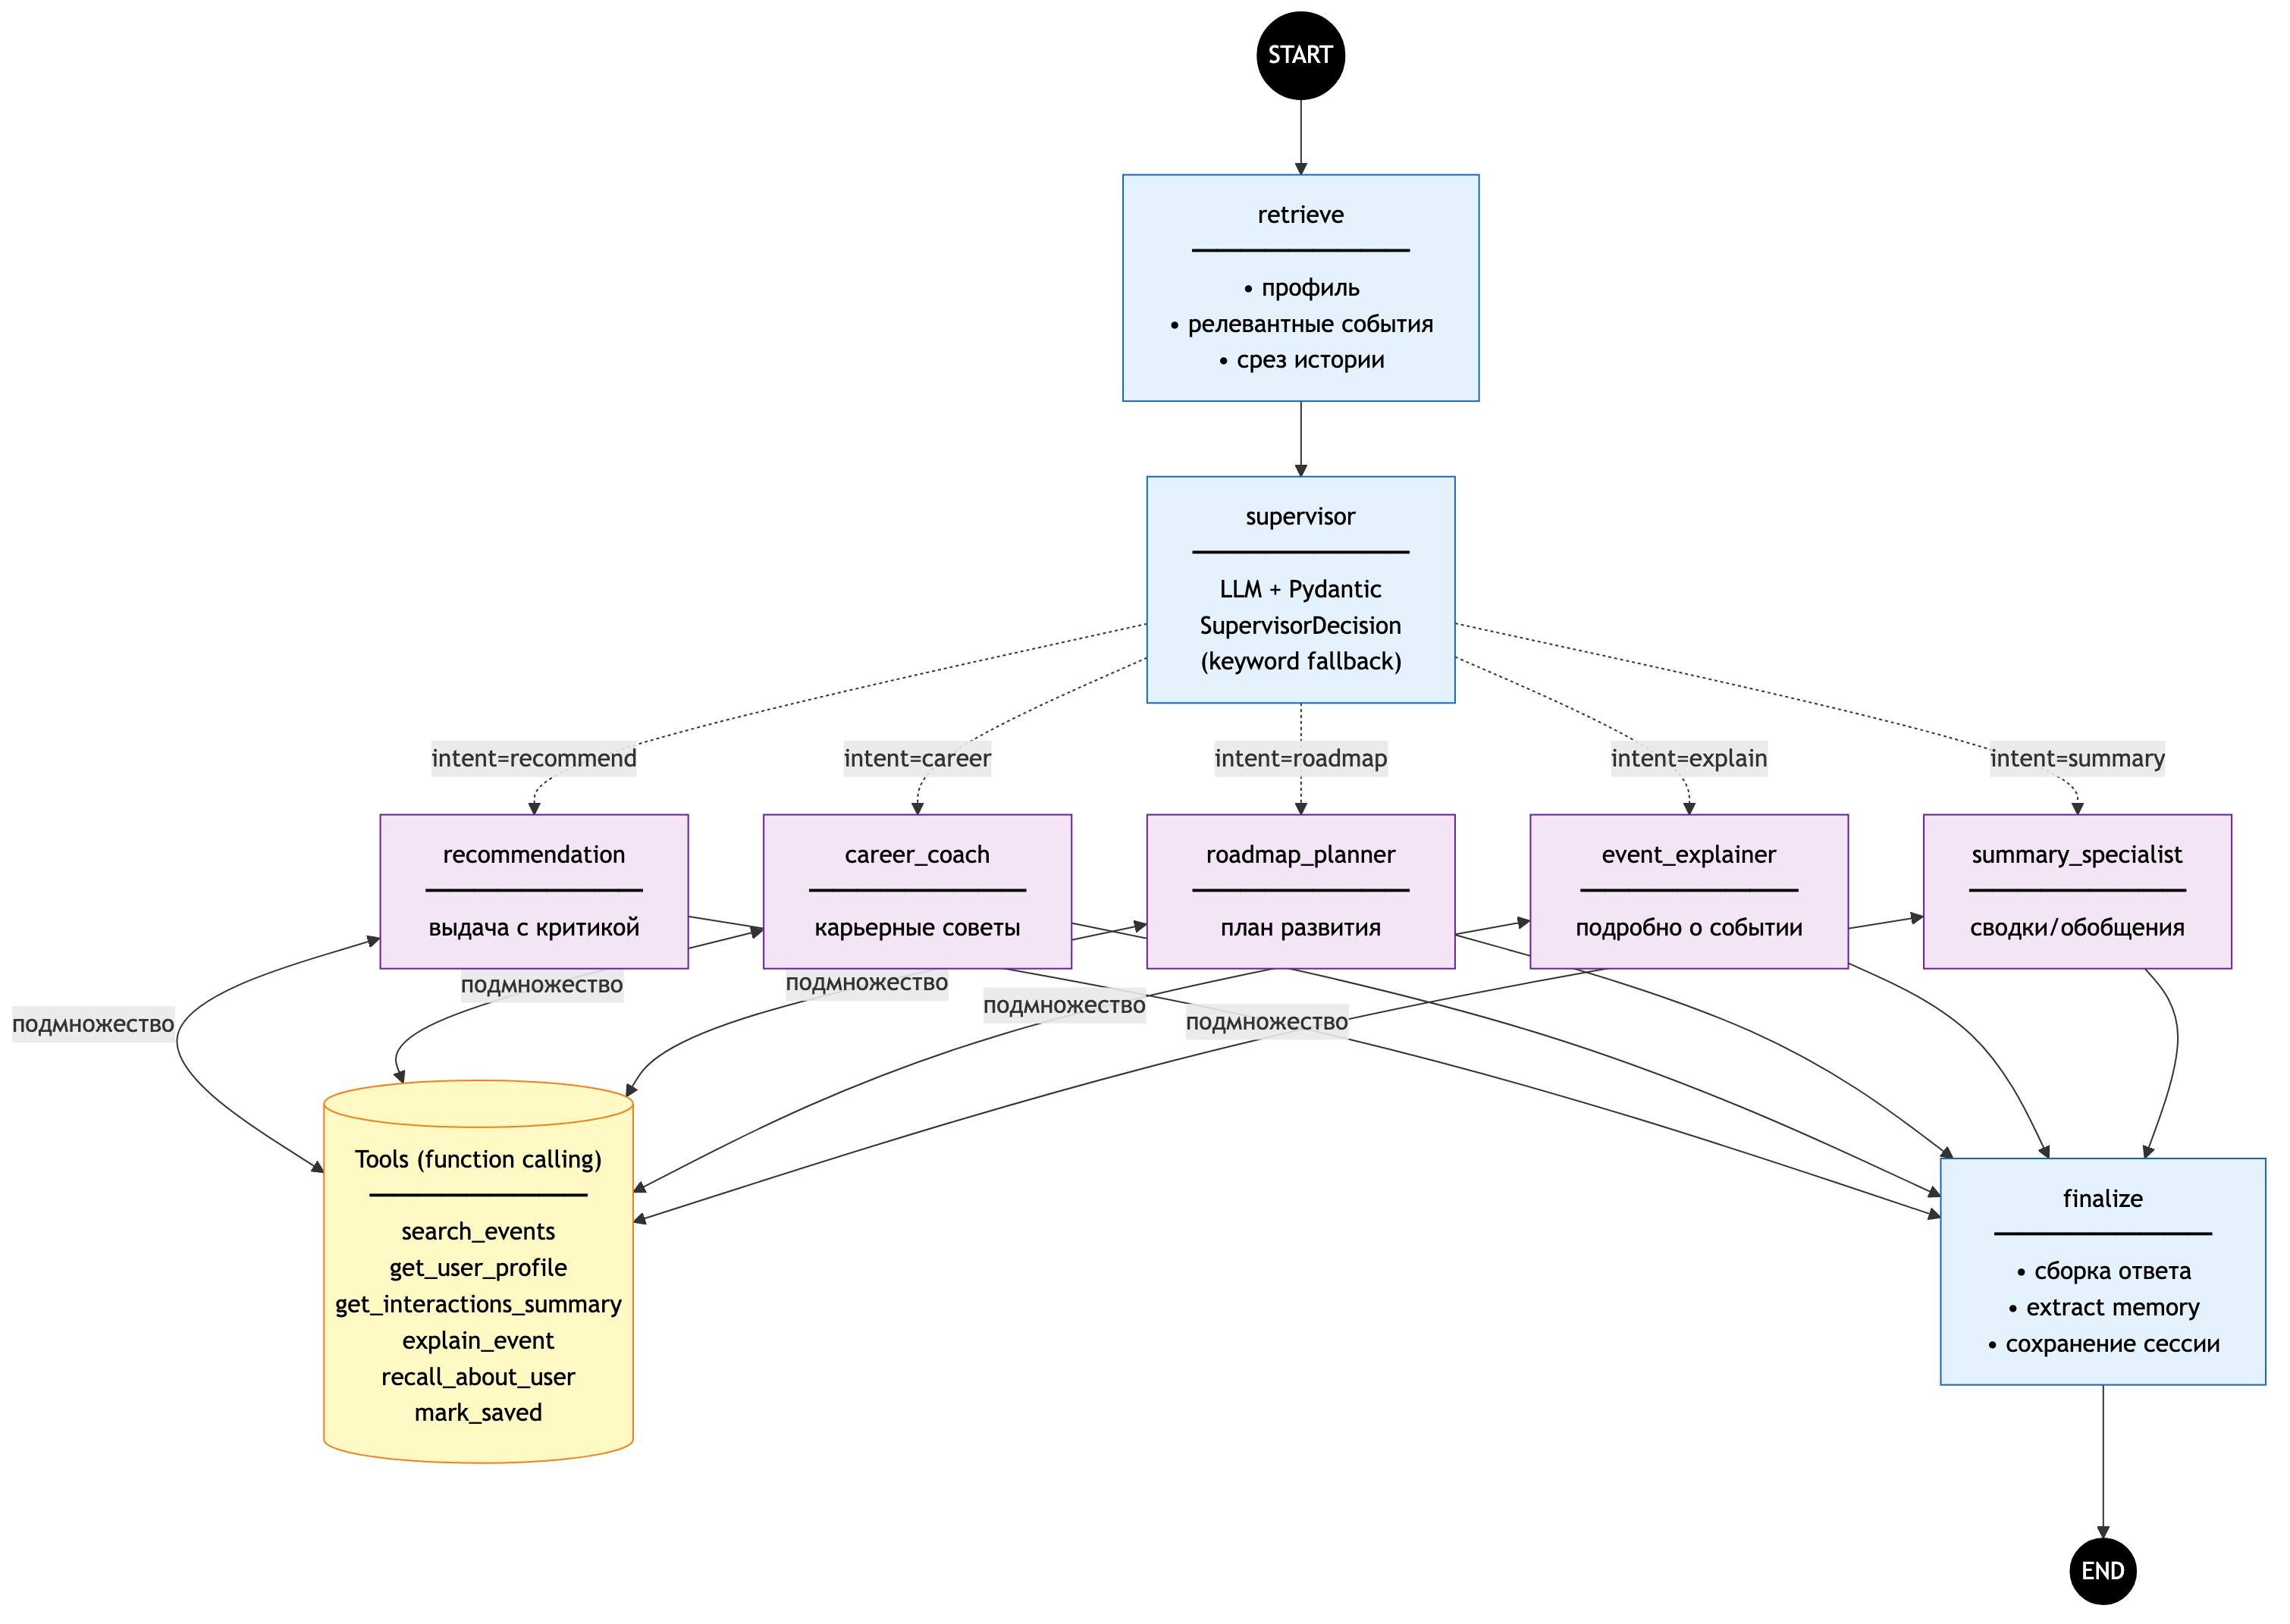 START
retrieve
• профиль
• релевантные события
• срез истории
supervisor
LLM + Pydantic
SupervisorDecision
(keyword fallback)
intent=recommend
intent=career
intent=roadmap
intent=explain
intent=summary
recommendation
выдача с критикой
career_coach
карьерные советы
roadmap_planner
план развития
event_explainer
подробно о событии
summary_specialist
сводки/обобщения
подмножество
подмножество
подмножество
подмножество
подмножество
Tools (function calling)
search_events
get_user_profile
get_interactions_summary
explain_event
recall_about_user
mark_saved
finalize
• сборка ответа
• extract memory
• сохранение сессии
END